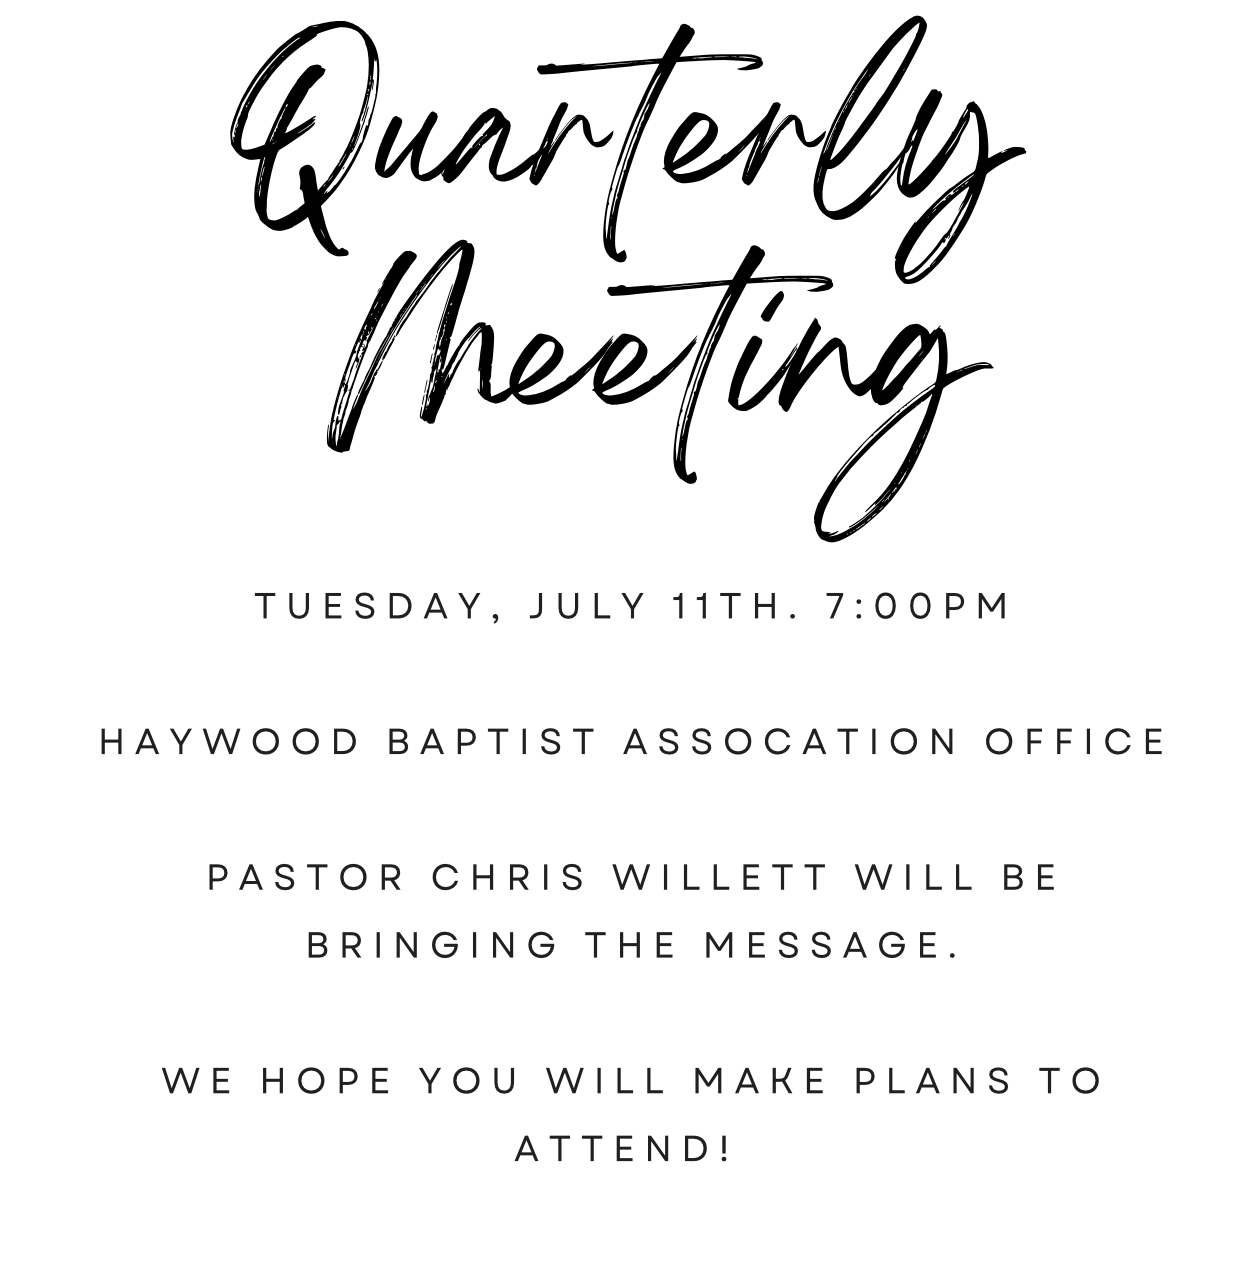 Quarterly
Meeting
TUESDAY, JULY 11TH. 7:00PM
HAYWOOD BAPTIST ASSOCATION OFFICE
PASTOR CHRIS WILLETT WILL BE
BRINGING THE MESSAGE.
WE HOPE YOU WILL MAKE PLANS TO
ATTEND!